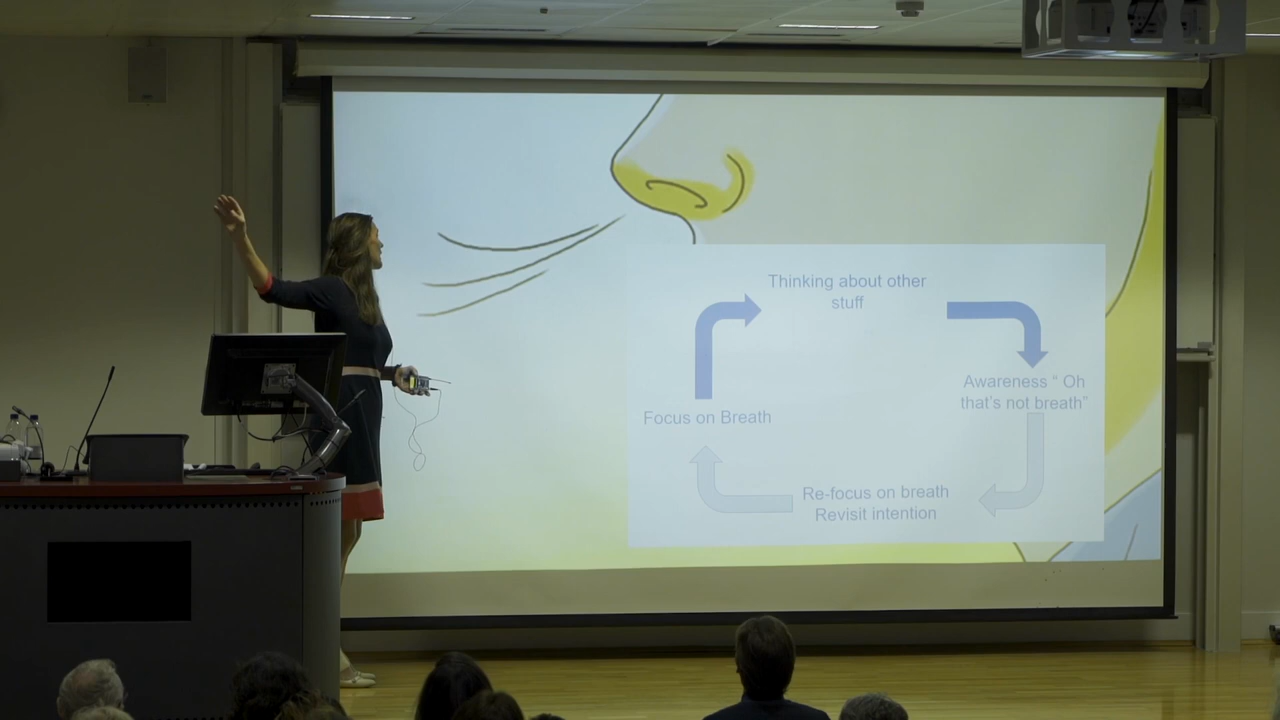 Thinking about other
stuff
Awareness “ Oh
that's not breath”
Focus on Breath
Re-focus on breath
Revisit intention